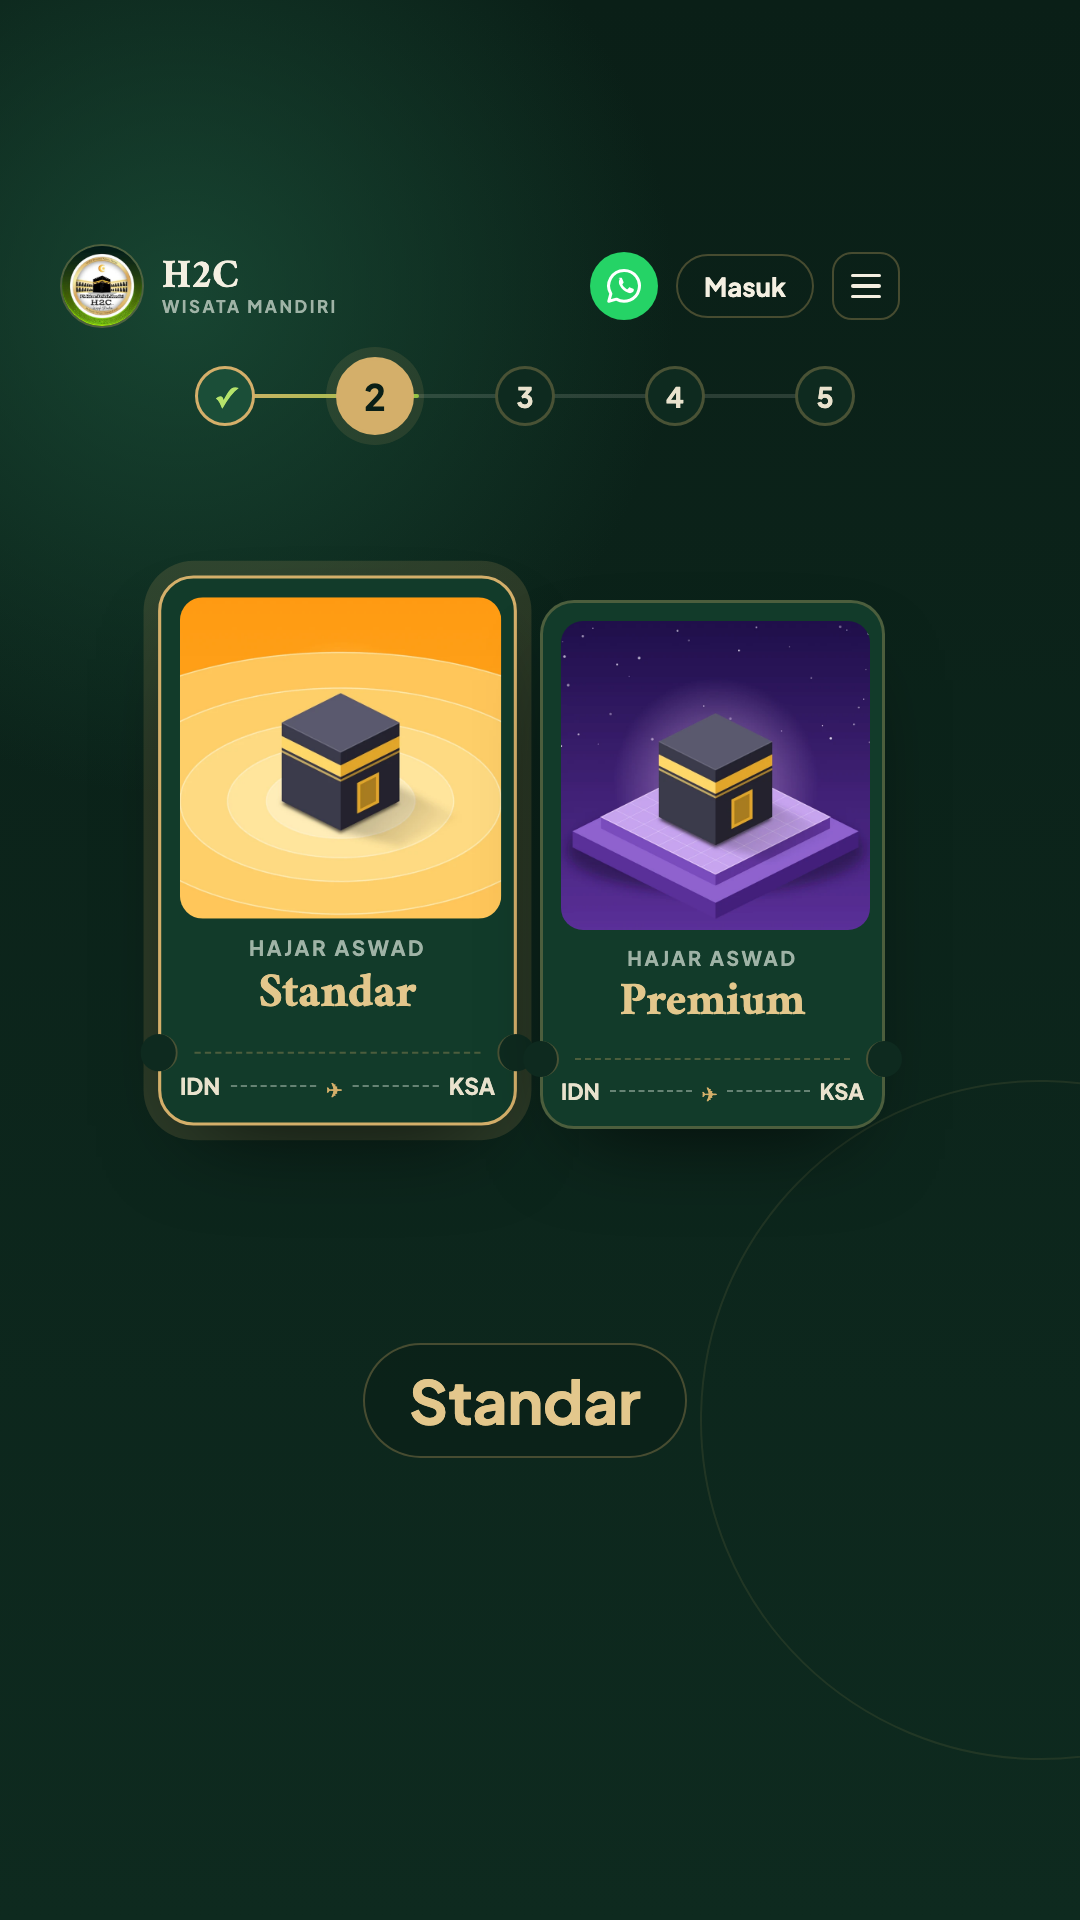 H2C
WISATA MANDIRI
Masuk
2
3
4
5
HAJAR ASWAD
Standar
IDN
KSA
HAJAR ASWAD
Premium
IDN
KSA
Standar